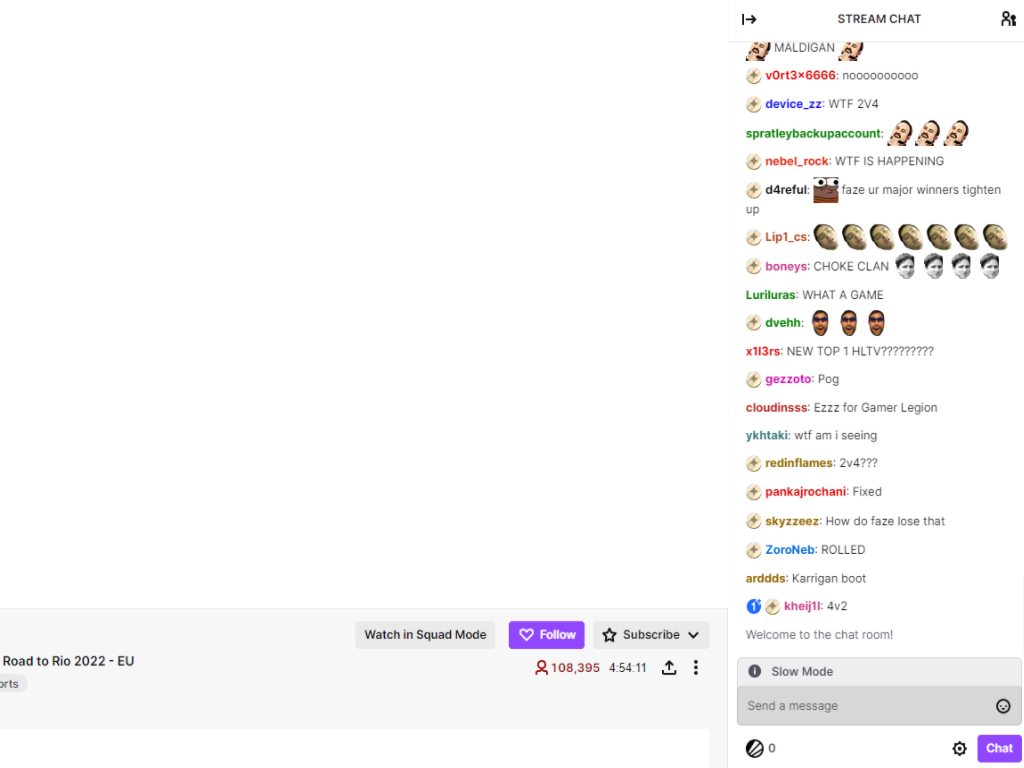 STREAM CHAT
MALDIGAN
v0rt3x6666: noooooooooo
device_zz: WTF 2V4
spratleybackupaccount:
nebel_rock: WTF IS HAPPENING
d4reful: faze ur major winners tighten
up
Lip1_cs:
boneys: CHOKE CLAN
Luriluras: WHAT A GAME
dvehh:
x1l3rs: NEW TOP 1 HLTV?????????
gezzoto: Pog
cloudinsss: Ezzz for Gamer Legion
ykhtaki: wtf am i seeing
redinflames: 2v4???
pankajrochani: Fixed
skyzzeez: How do faze lose that
ZoroNeb: ROLLED
arddds: Karrigan boot
1 kheij1l: 4v2
Welcome to the chat room!
Slow Mode
Send a message
0
Chat
Watch in Squad Mode
Follow
Subscribe
Road to Rio 2022 - EU
108,395 4:54:11
orts